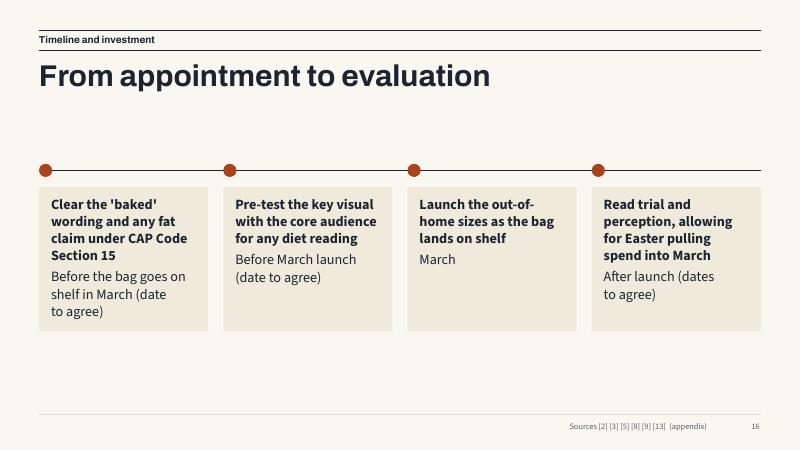 Timeline and investment
From appointment to evaluation
Clear the 'baked'
wording and any fat
claim under CAP Code
Section 15
Before the bag goes on
shelf in March (date
to agree)
Pre-test the key visual
with the core audience
for any diet reading
Before March launch
(date to agree)
Launch the out-of-
home sizes as the bag
lands on shelf
March
Read trial and
perception, allowing
for Easter pulling
spend into March
After launch (dates
to agree)
Sources [2] [3] [5] [8] [9] [13] (appendix)
16